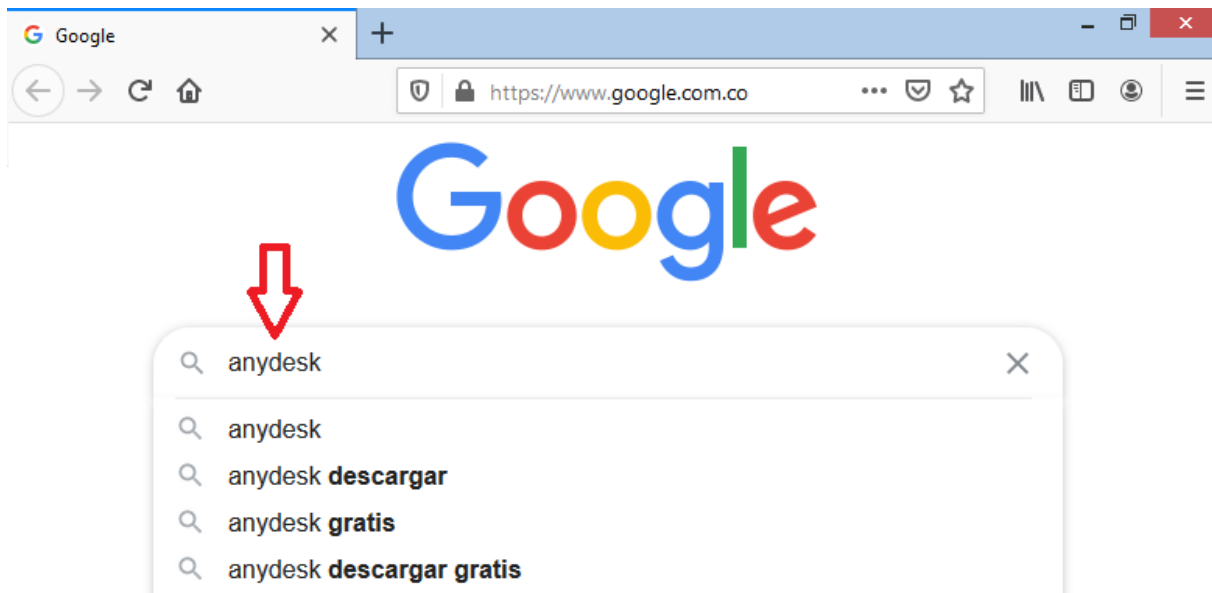 Google
https://www.google.com.co
Google
anydesk
anydesk
anydesk descargar
anydesk gratis
anydesk descargar gratis